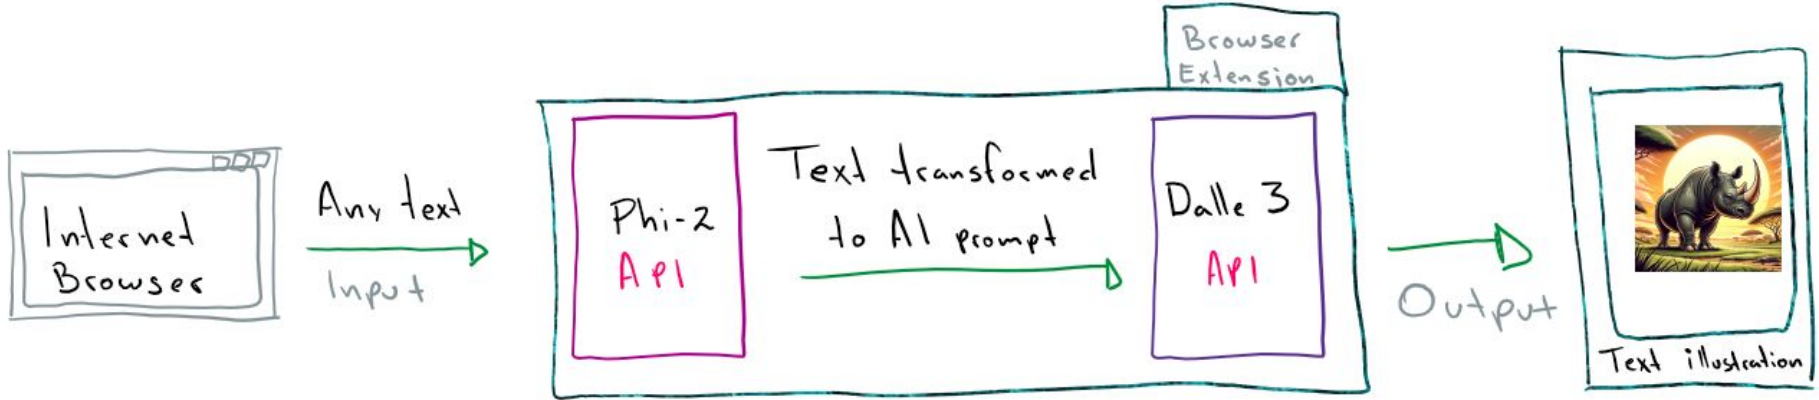 Internet
Browser
Any text
Input
Browser
Extension
Phi-2
API
Text transformed
to AI prompt
Dalle 3
API
Output
Text illustration